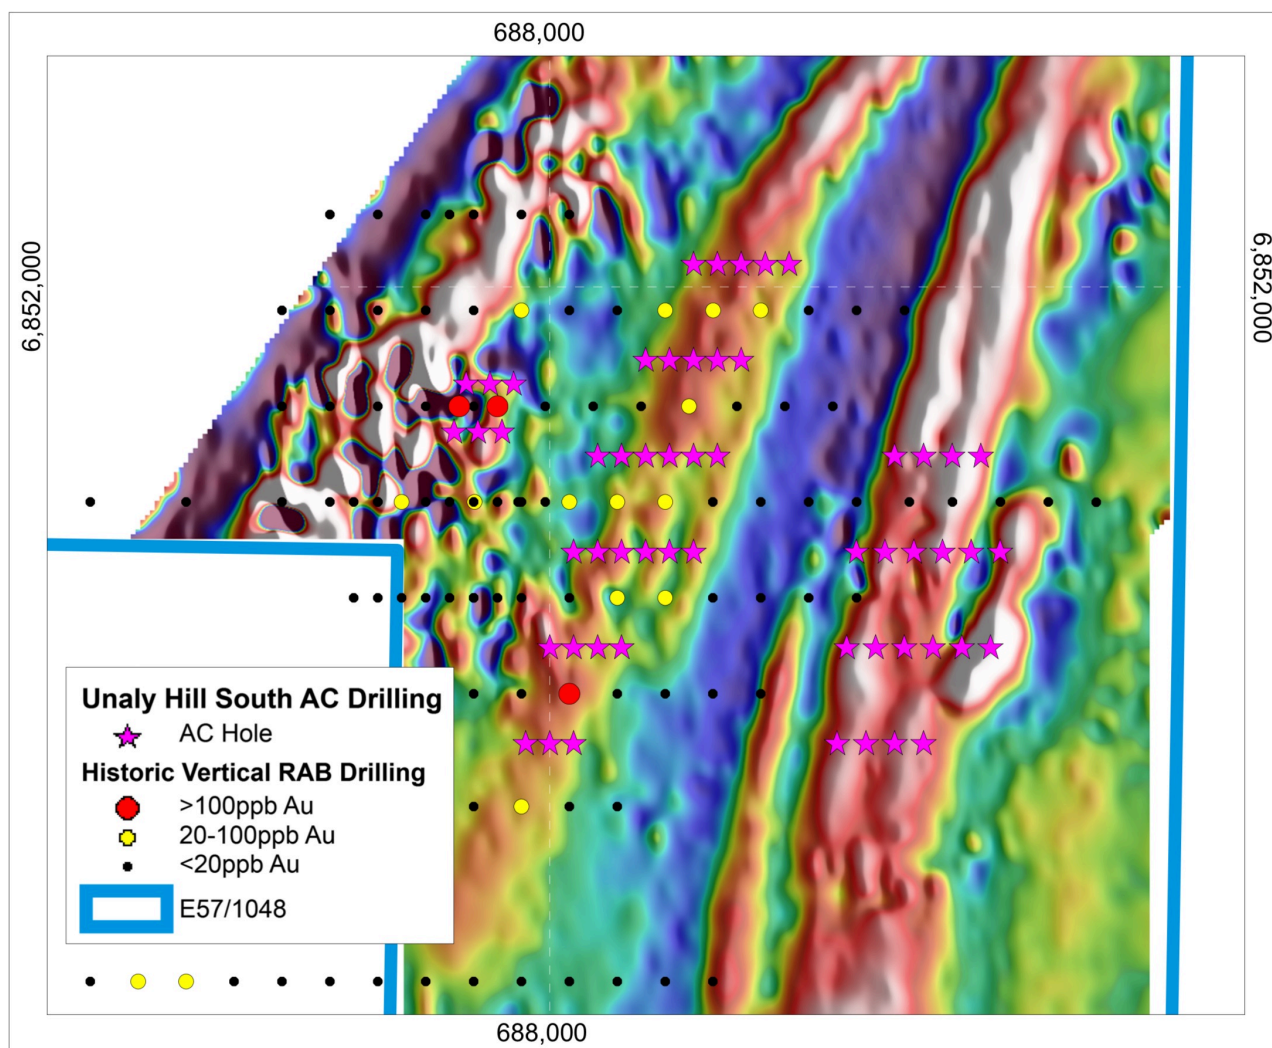 688,000
6,852,000
6,852,000
Unaly Hill South AC Drilling
AC Hole
Historic Vertical RAB Drilling
>100ppb Au
20-100ppb Au
<20ppb Au
E57/1048
688,000